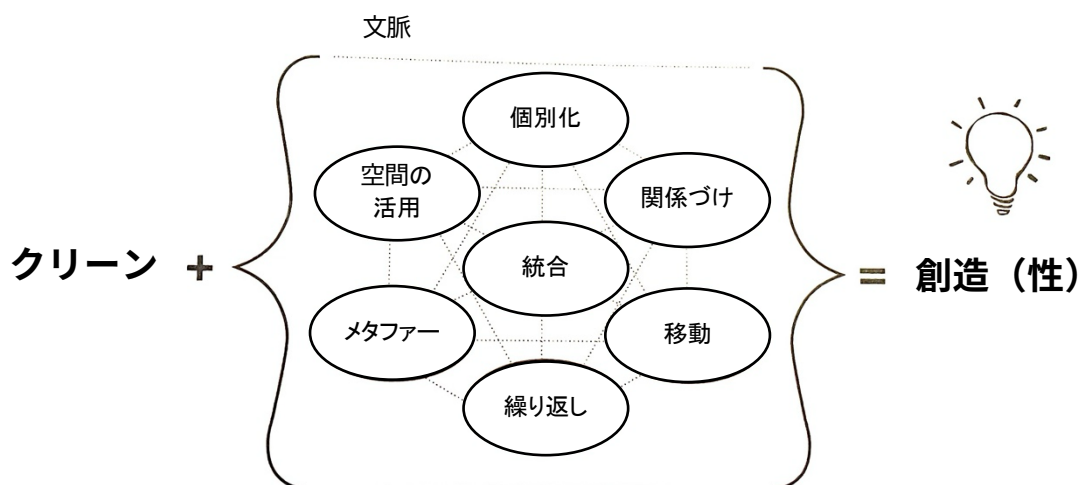 文脈
個別化
空間の
活用
関係づけ
統合
クリーン + = 創造（性）
メタファー
移動
繰り返し